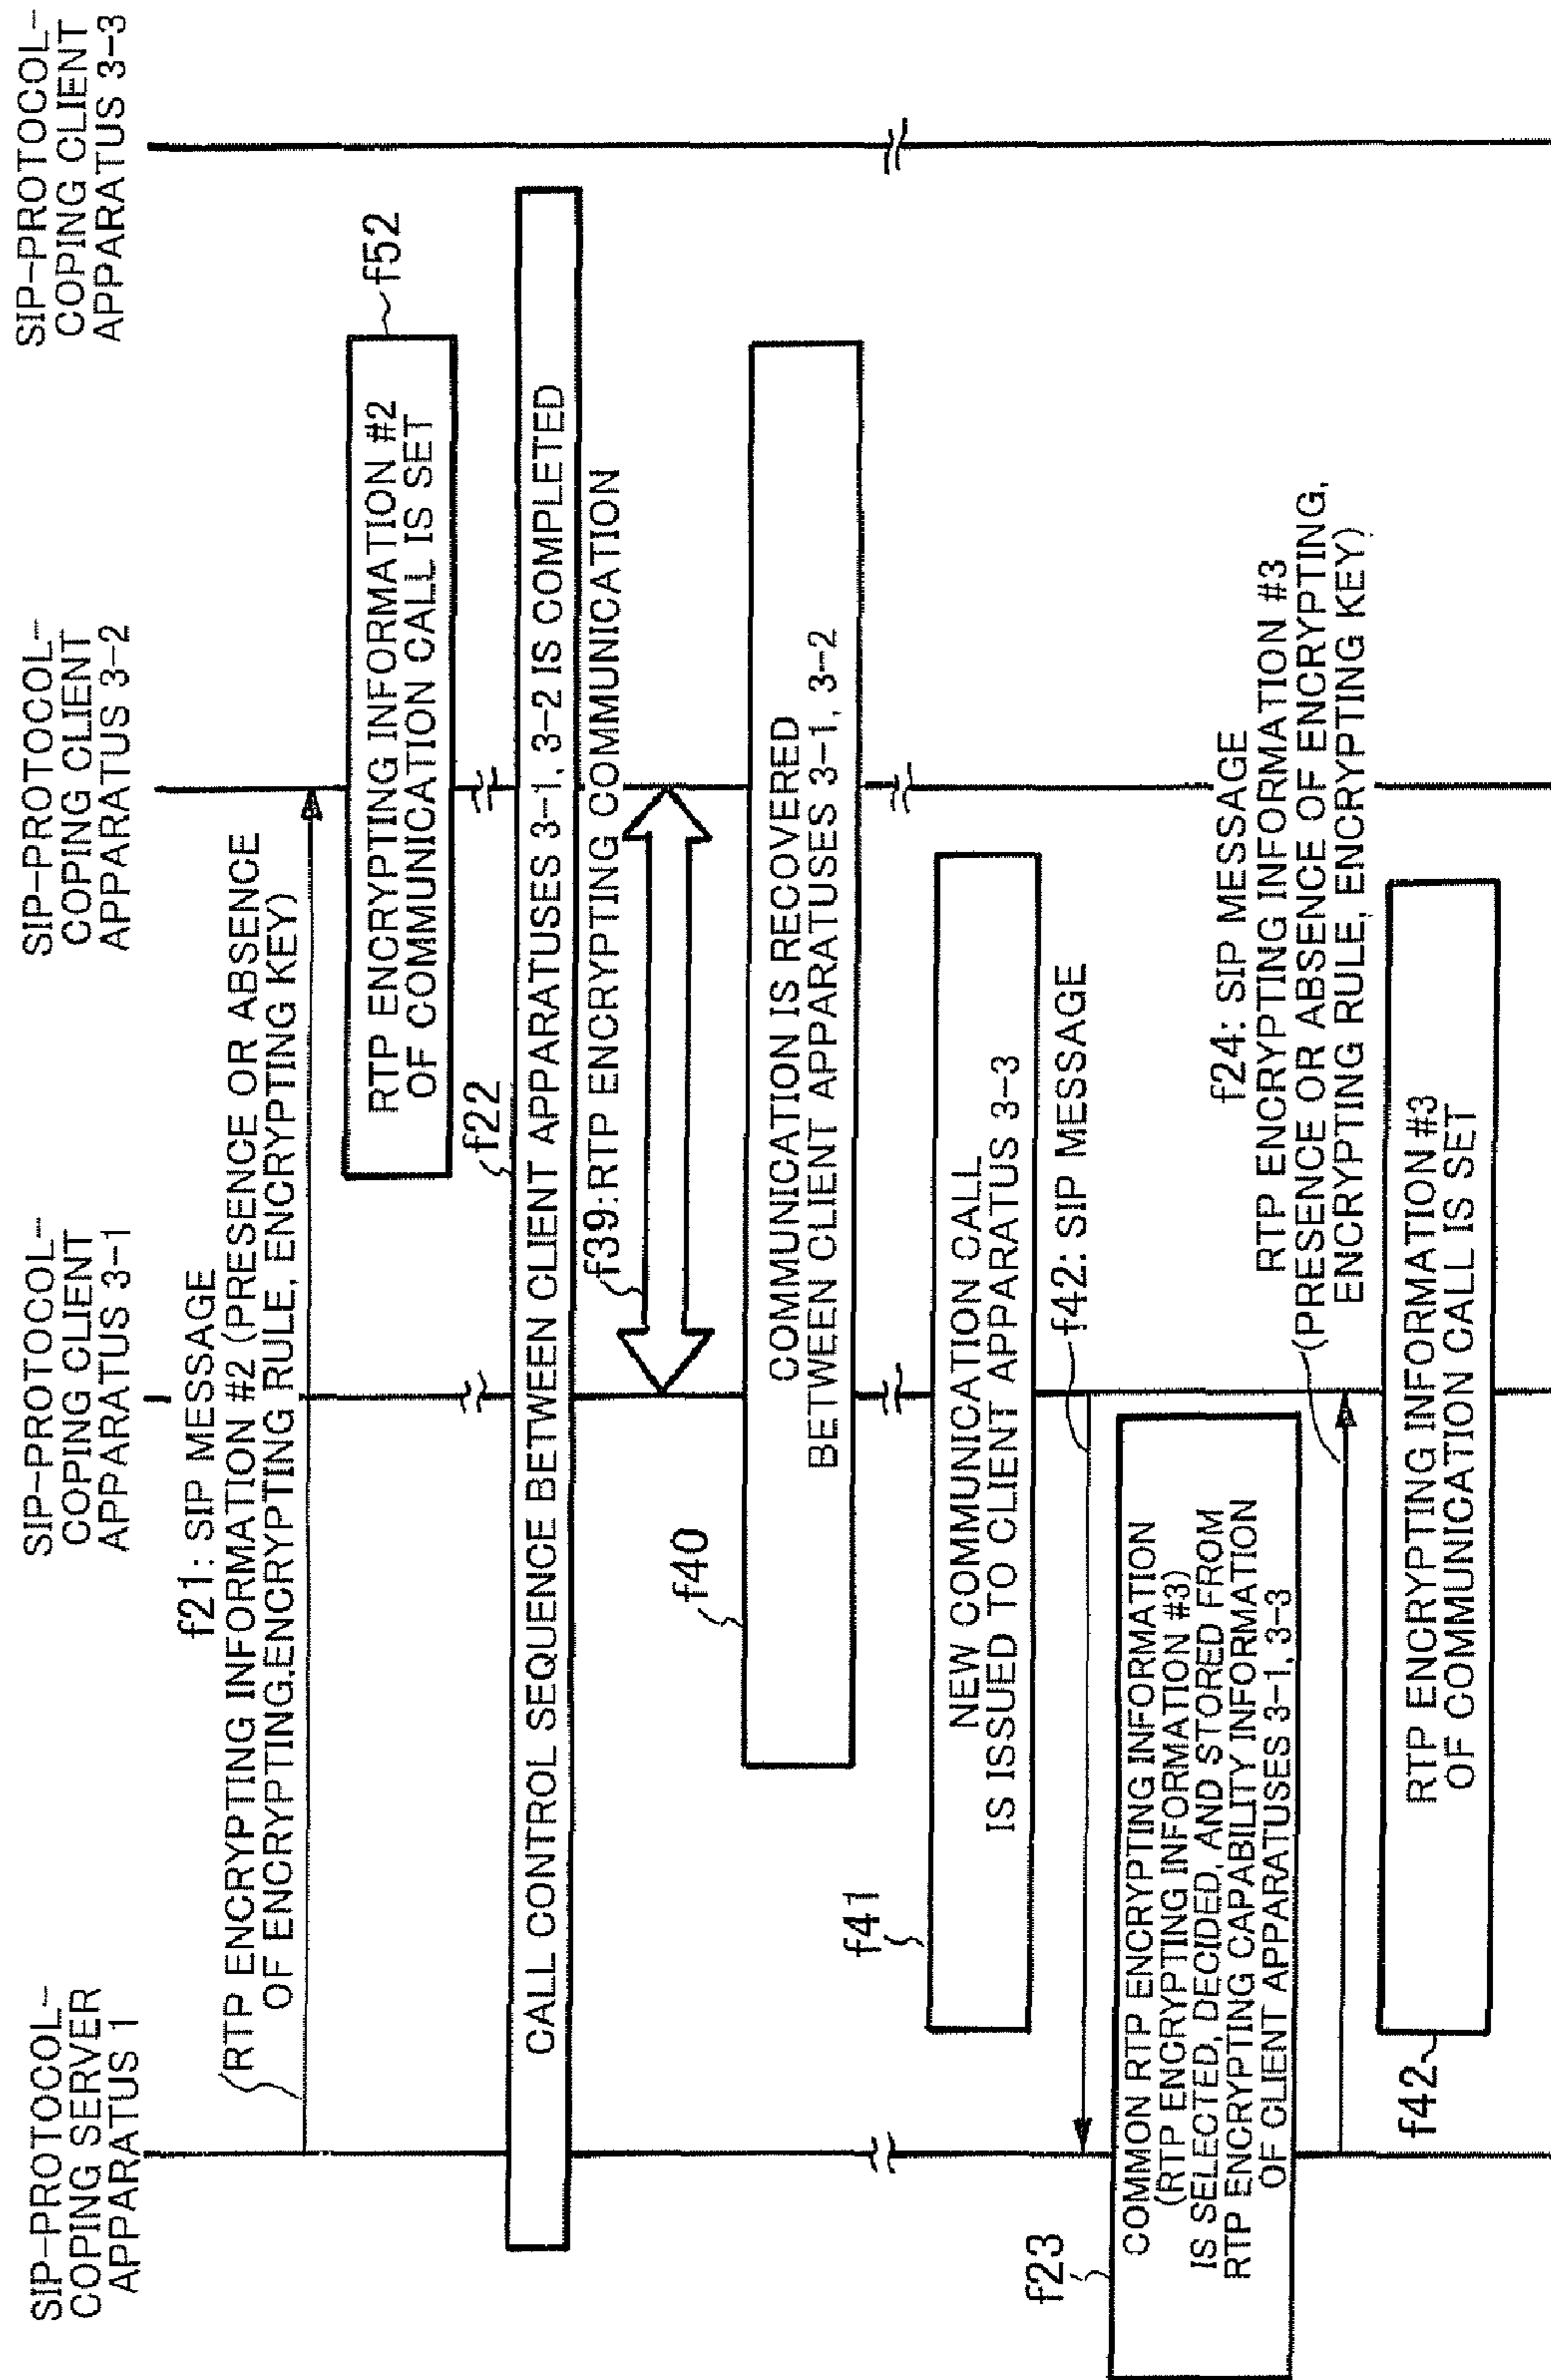 SIP-PROTOCOL-
COPING SERVER
APPARATUS 1
SIP-PROTOCOL-
COPING CLIENT
APPARATUS 3-1
SIP-PROTOCOL-
COPING CLIENT
APPARATUS 3-2
SIP-PROTOCOL-
COPING CLIENT
APPARATUS 3-3
f21: SIP MESSAGE
RTP ENCRYPTING INFORMATION #2 (PRESENCE OR ABSENCE
OF ENCRYPTING.ENCRYPTING RULE, ENCRYPTING KEY)
RTP ENCRYPTING INFORMATION #2
OF COMMUNICATION CALL IS SET
f52
f22
CALL CONTROL SEQUENCE BETWEEN CLIENT APPARATUSES 3-1, 3-2 IS COMPLETED
f39:RTP ENCRYPTING COMMUNICATION
f40
COMMUNICATION IS RECOVERED
BETWEEN CLIENT APPARATUSES 3-1, 3-2
f41
NEW COMMUNICATION CALL
IS ISSUED TO CLIENT APPARATUS 3-3
f42: SIP MESSAGE
f23
COMMON RTP ENCRYPTING INFORMATION
(RTP ENCRYPTING INFORMATION #3)
IS SELECTED, DECIDED, AND STORED FROM
RTP ENCRYPTING CAPABILITY INFORMATION
OF CLIENT APPARATUSES 3-1, 3-3
f24: SIP MESSAGE
RTP ENCRYPTING INFORMATION #3
(PRESENCE OR ABSENCE OF ENCRYPTING,
ENCRYPTING RULE, ENCRYPTING KEY)
RTP ENCRYPTING INFORMATION #3
OF COMMUNICATION CALL IS SET
f42